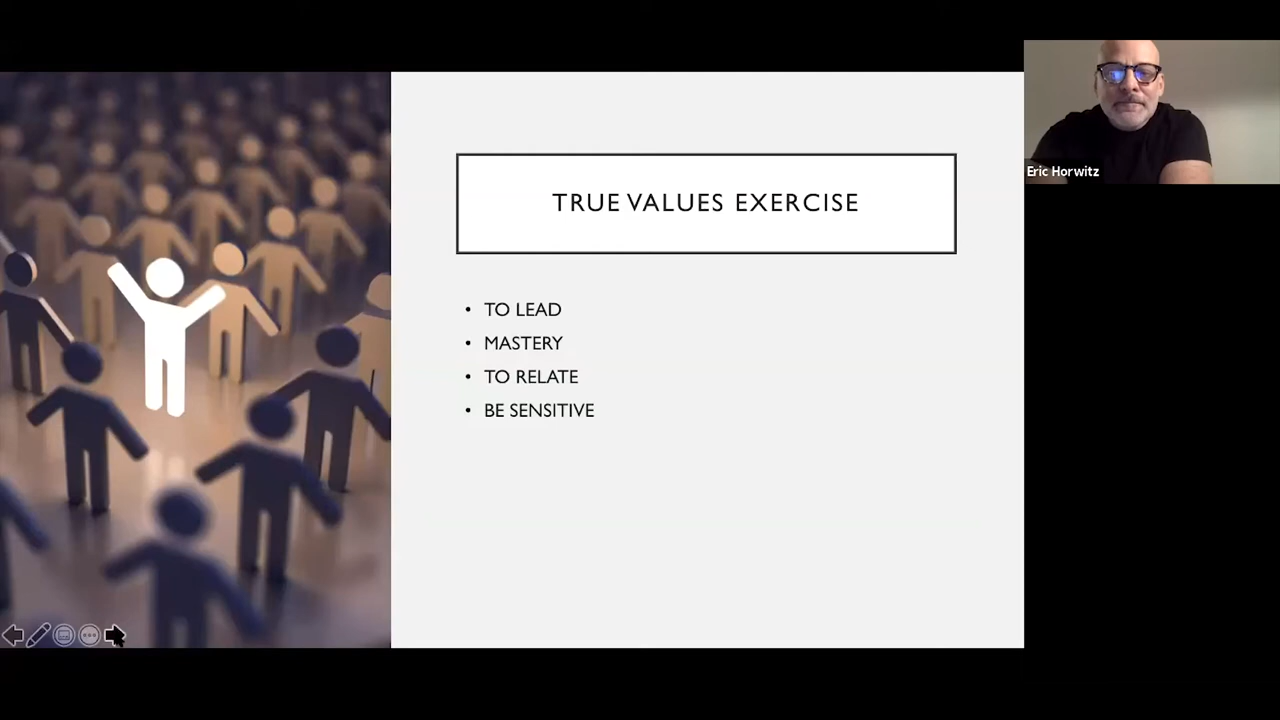 TRUE VALUES EXERCISE
• TO LEAD
• MASTERY
• TO RELATE
• BE SENSITIVE
Eric Horwitz